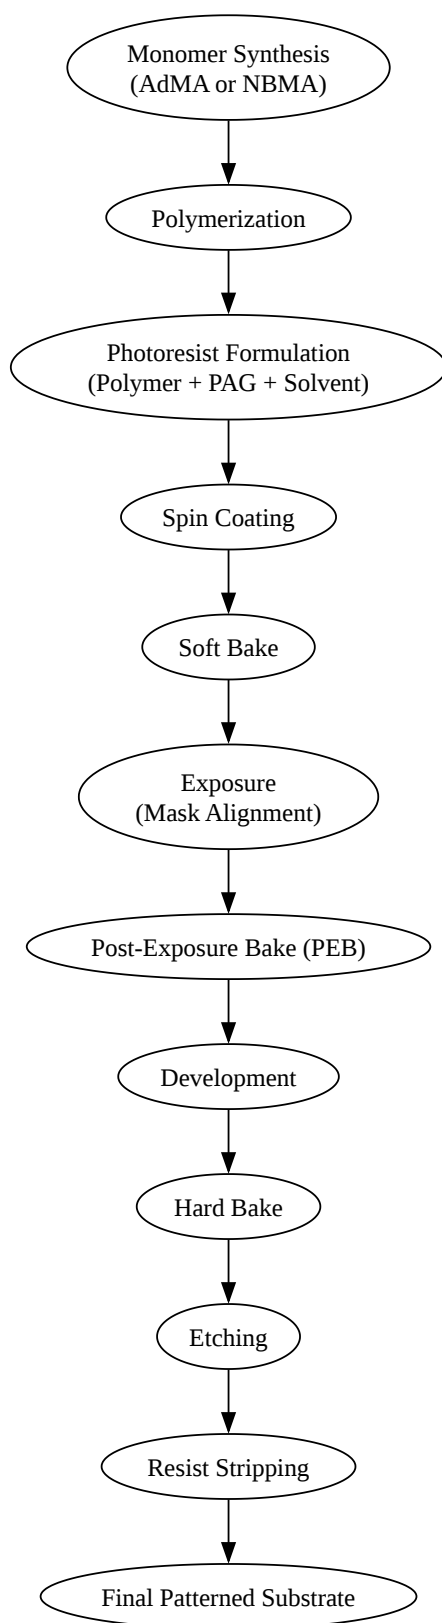 Monomer Synthesis
(AdMA or NBMA)
Polymerization
Photoresist Formulation
(Polymer + PAG + Solvent)
Spin Coating
Soft Bake
Exposure
(Mask Alignment)
Post-Exposure Bake (PEB)
Development
Hard Bake
Etching
Resist Stripping
Final Patterned Substrate